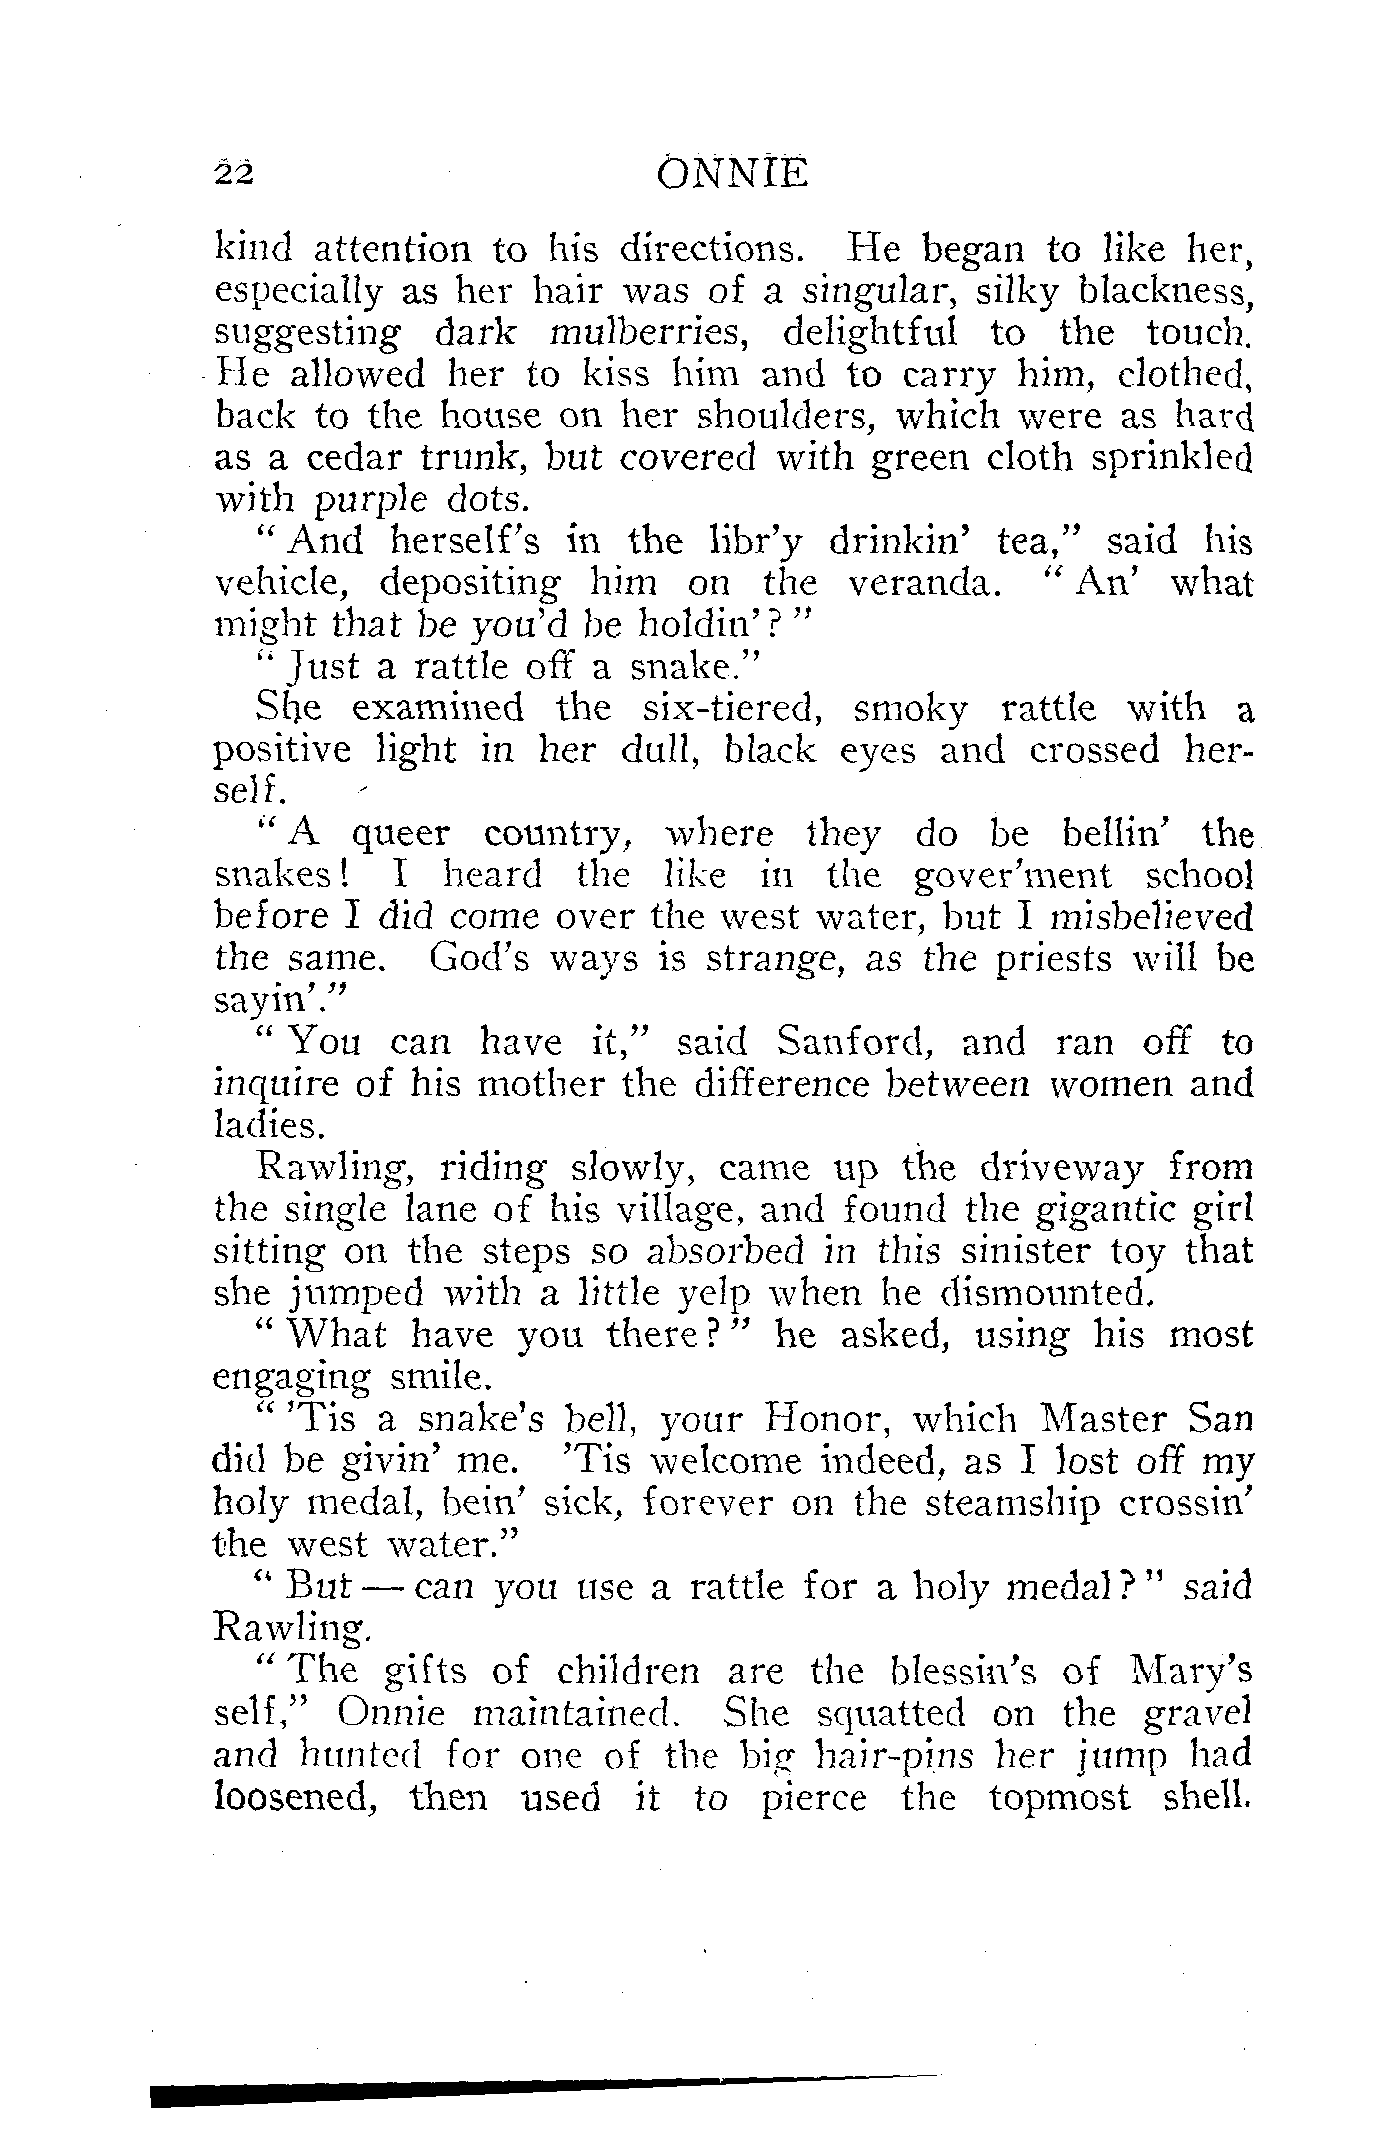 22 ONNIE
kind attention to his directions. He began to like her,
especially as her hair was of a singular, silky blackness,
suggesting dark mulberries, delightful to the touch.
He allowed her to kiss him and to carry him, clothed,
back to the house on her shoulders, which were as hard
as a cedar trunk, but covered with green cloth sprinkled
with purple dots.
“ And herself’s in the libr’y drinkin’ tea,” said his
vehicle, depositing him on the veranda. “ An’ what
might that be you’d be holdin’? ”
“ Just a rattle off a snake.”
She examined the six-tiered, smoky rattle with a
positive light in her dull, black eyes and crossed her-
self.
“ A queer country, where they do be bellin’ the
snakes! I heard the like in the gover’ment school
before I did come over the west water, but I misbelieved
the same. God’s ways is strange, as the priests will be
sayin’.”
“ You can have it,” said Sanford, and ran off to
inquire of his mother the difference between women and
ladies.
Rawling, riding slowly, came up the driveway from
the single lane of his village, and found the gigantic girl
sitting on the steps so absorbed in this sinister toy that
she jumped with a little yelp when he dismounted.
“ What have you there? ” he asked, using his most
engaging smile.
“ ’Tis a snake’s bell, your Honor, which Master San
did be givin’ me. ’Tis welcome indeed, as I lost off my
holy medal, bein’ sick, forever on the steamship crossin’
the west water.”
“ But — can you use a rattle for a holy medal? ” said
Rawling.
“ The gifts of children are the blessin’s of Mary’s
self,” Onnie maintained. She squatted on the gravel
and hunted for one of the big hair-pins her jump had
loosened, then used it to pierce the topmost shell.